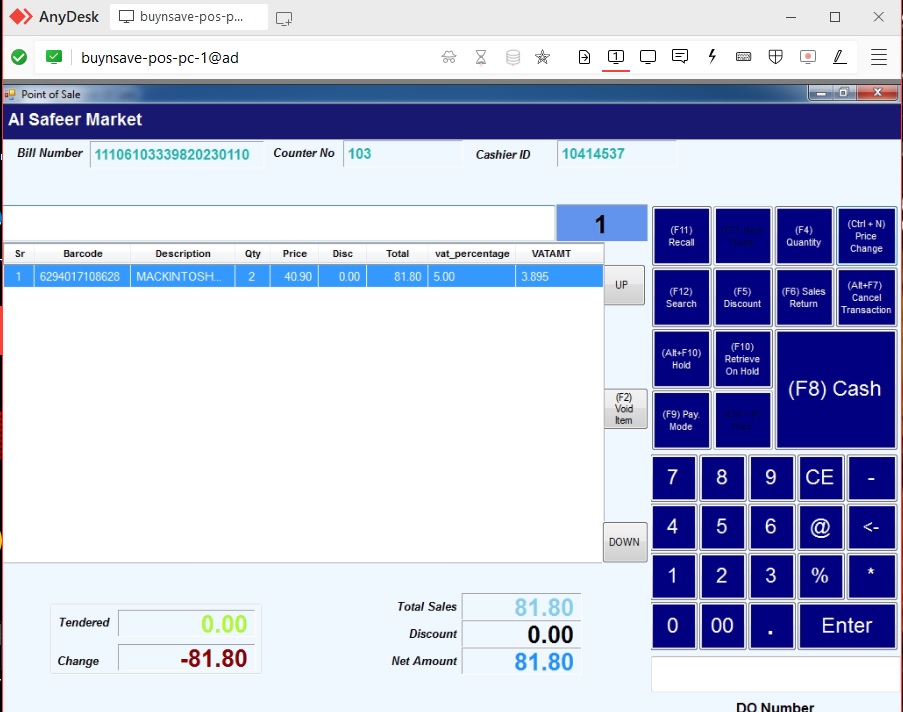 AnyDesk
buynsave-pos-p...
buynsave-pos-pc-1@ad
1
Point of Sale
Al Safeer Market
Bill Number 11106103339820230110 Counter No 103 Cashier ID 10414537
1
Sr Barcode Description Qty Price Disc Total vat_percentage VATAMT
1 6294017108628 MACKINTOSH... 2 40.90 0.00 81.80 5.00 3.895
UP
(F2)
Void
Item
DOWN
(F11)
Recall
(F4)
Quantity
(Ctrl + N)
Price
Change
(F12)
Search
(F5)
Discount
(F6) Sales
Return
(Alt+F7)
Cancel
Transaction
(Alt+F10)
Hold
(F10)
Retrieve
On Hold
(F8) Cash
(F9) Pay.
Mode
7 8 9 CE -
4 5 6 @ <-
1 2 3 % *
0 00 . Enter
Tendered 0.00
Change -81.80
Total Sales 81.80
Discount 0.00
Net Amount 81.80
DO Number